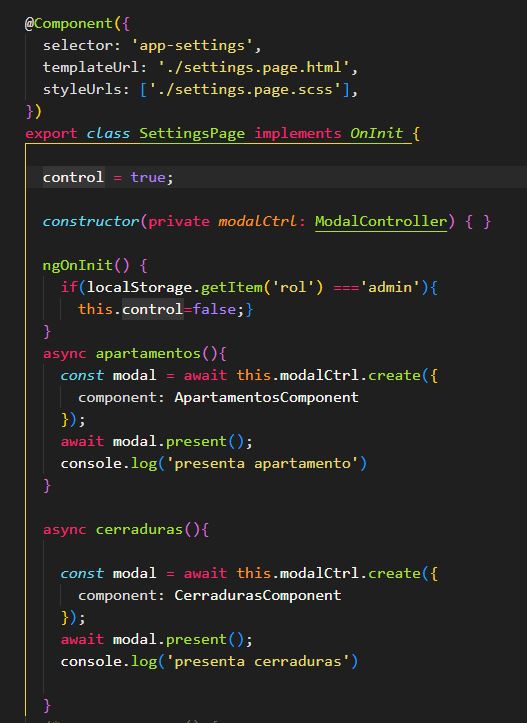 @Component({
selector: 'app-settings',
templateUrl: './settings.page.html',
styleUrls: ['./settings.page.scss'],
})
export class SettingsPage implements OnInit {
control = true;
constructor(private modalCtrl: ModalController) { }
ngOnInit() {
if(localStorage.getItem('rol') ==='admin'){
this.control=false;}
}
async apartamentos(){
const modal = await this.modalCtrl.create({
component: ApartamentosComponent
});
await modal.present();
console.log('presenta apartamento')
}
async cerraduras(){
const modal = await this.modalCtrl.create({
component: CerradurasComponent
});
await modal.present();
console.log('presenta cerraduras')
}